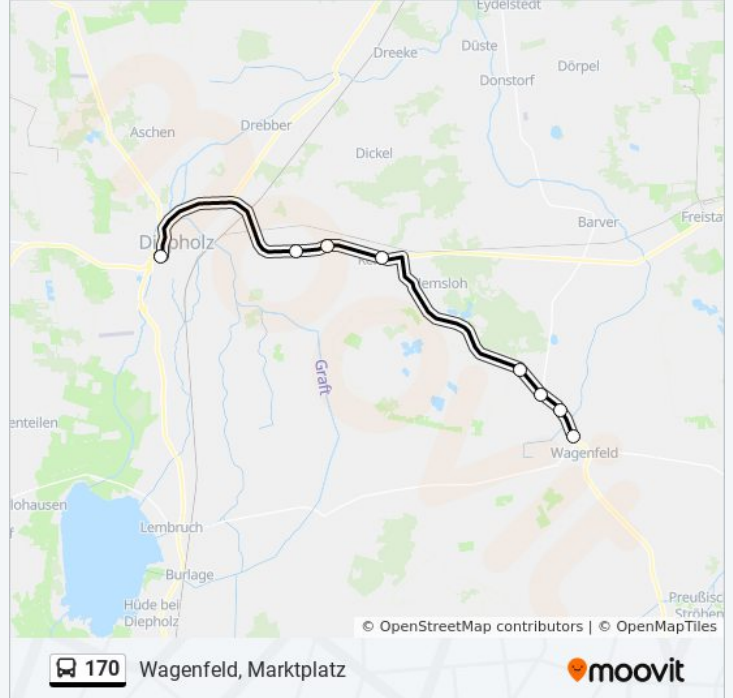 Eydelstedt
Dreeke
Düste
Dörpel
Donstorf
Aschen
Drebber
Dickel
Barver
Freista
Diepholz
Re
emsloh
Graft
enteilen
Wagenfeld
lohausen
Lembruch
Burlage
Hüde bei
Diepholz
Preußisc
Ströhen
© OpenStreetMap contributors | © OpenMapTiles
170 Wagenfeld, Marktplatz
moovit